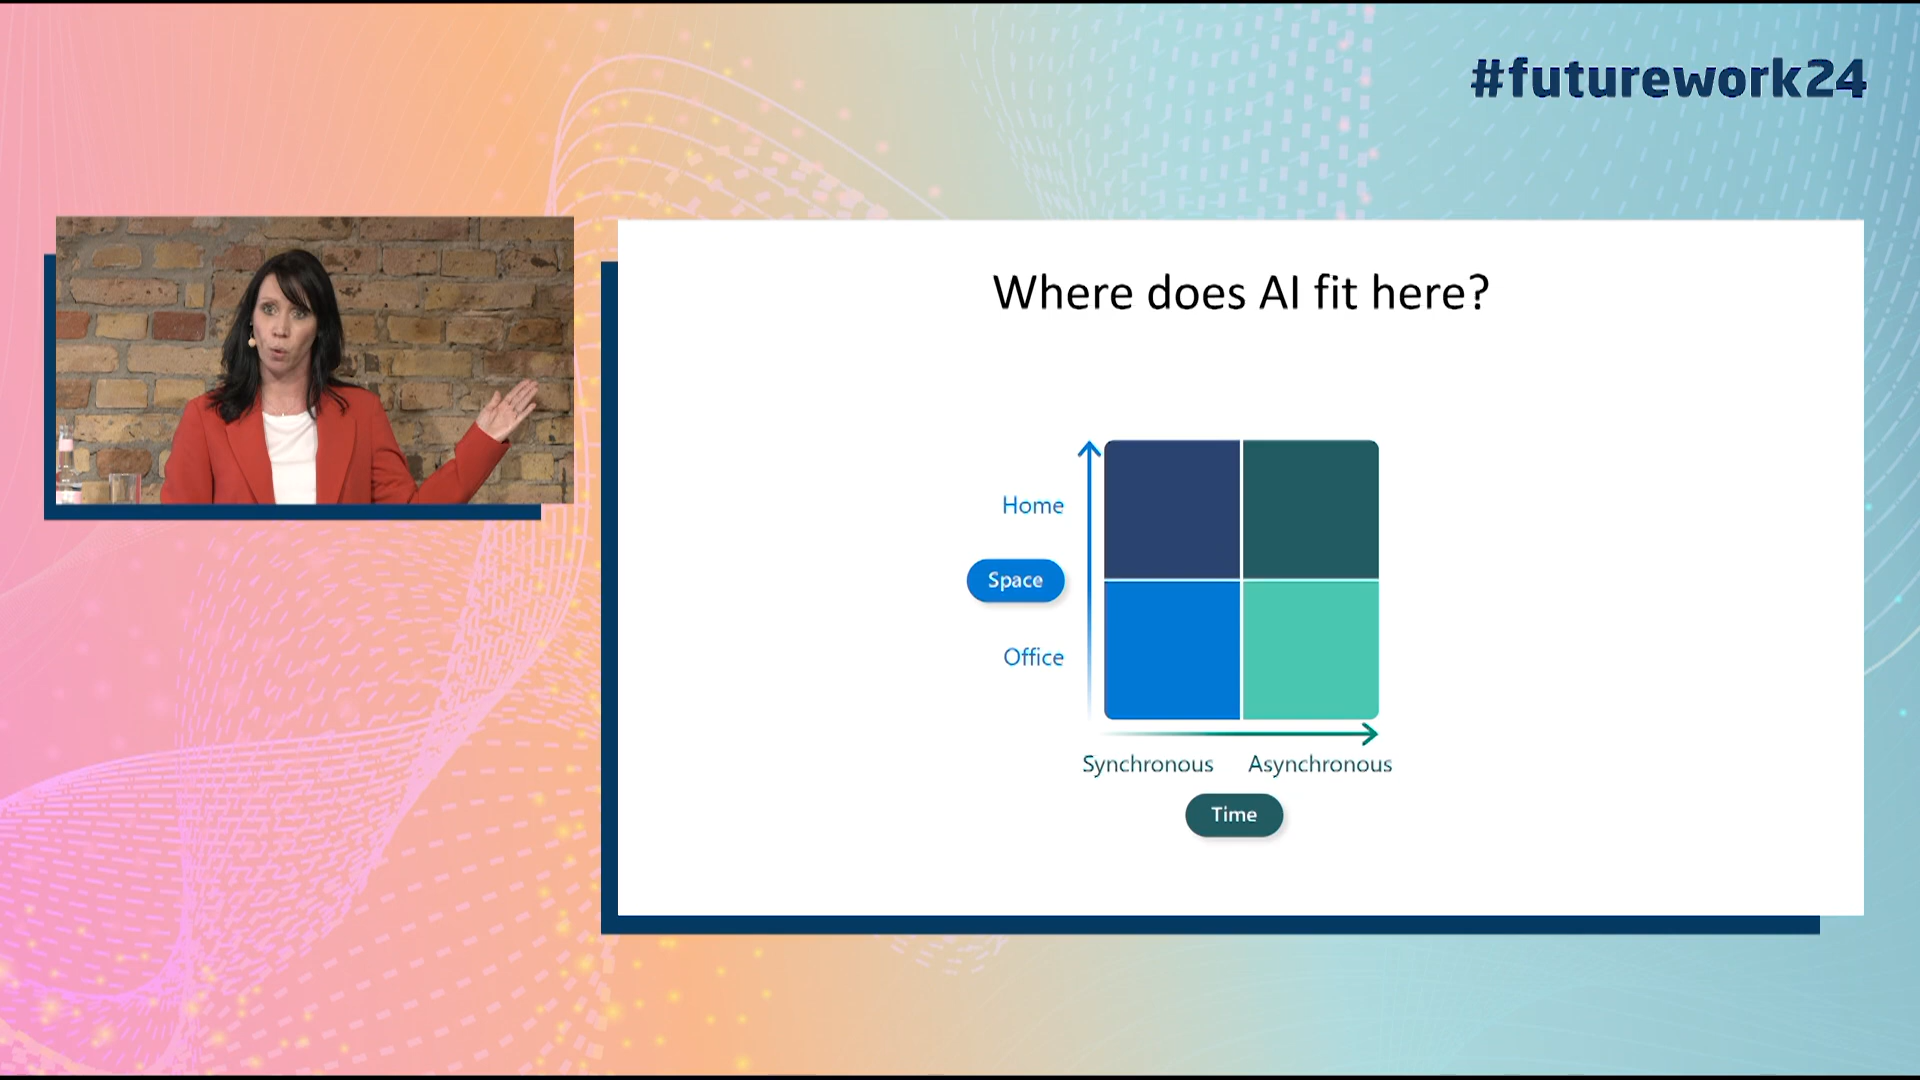 #futurework24
Where does AI fit here?
Home
Space
Office
Synchronous Asynchronous
Time